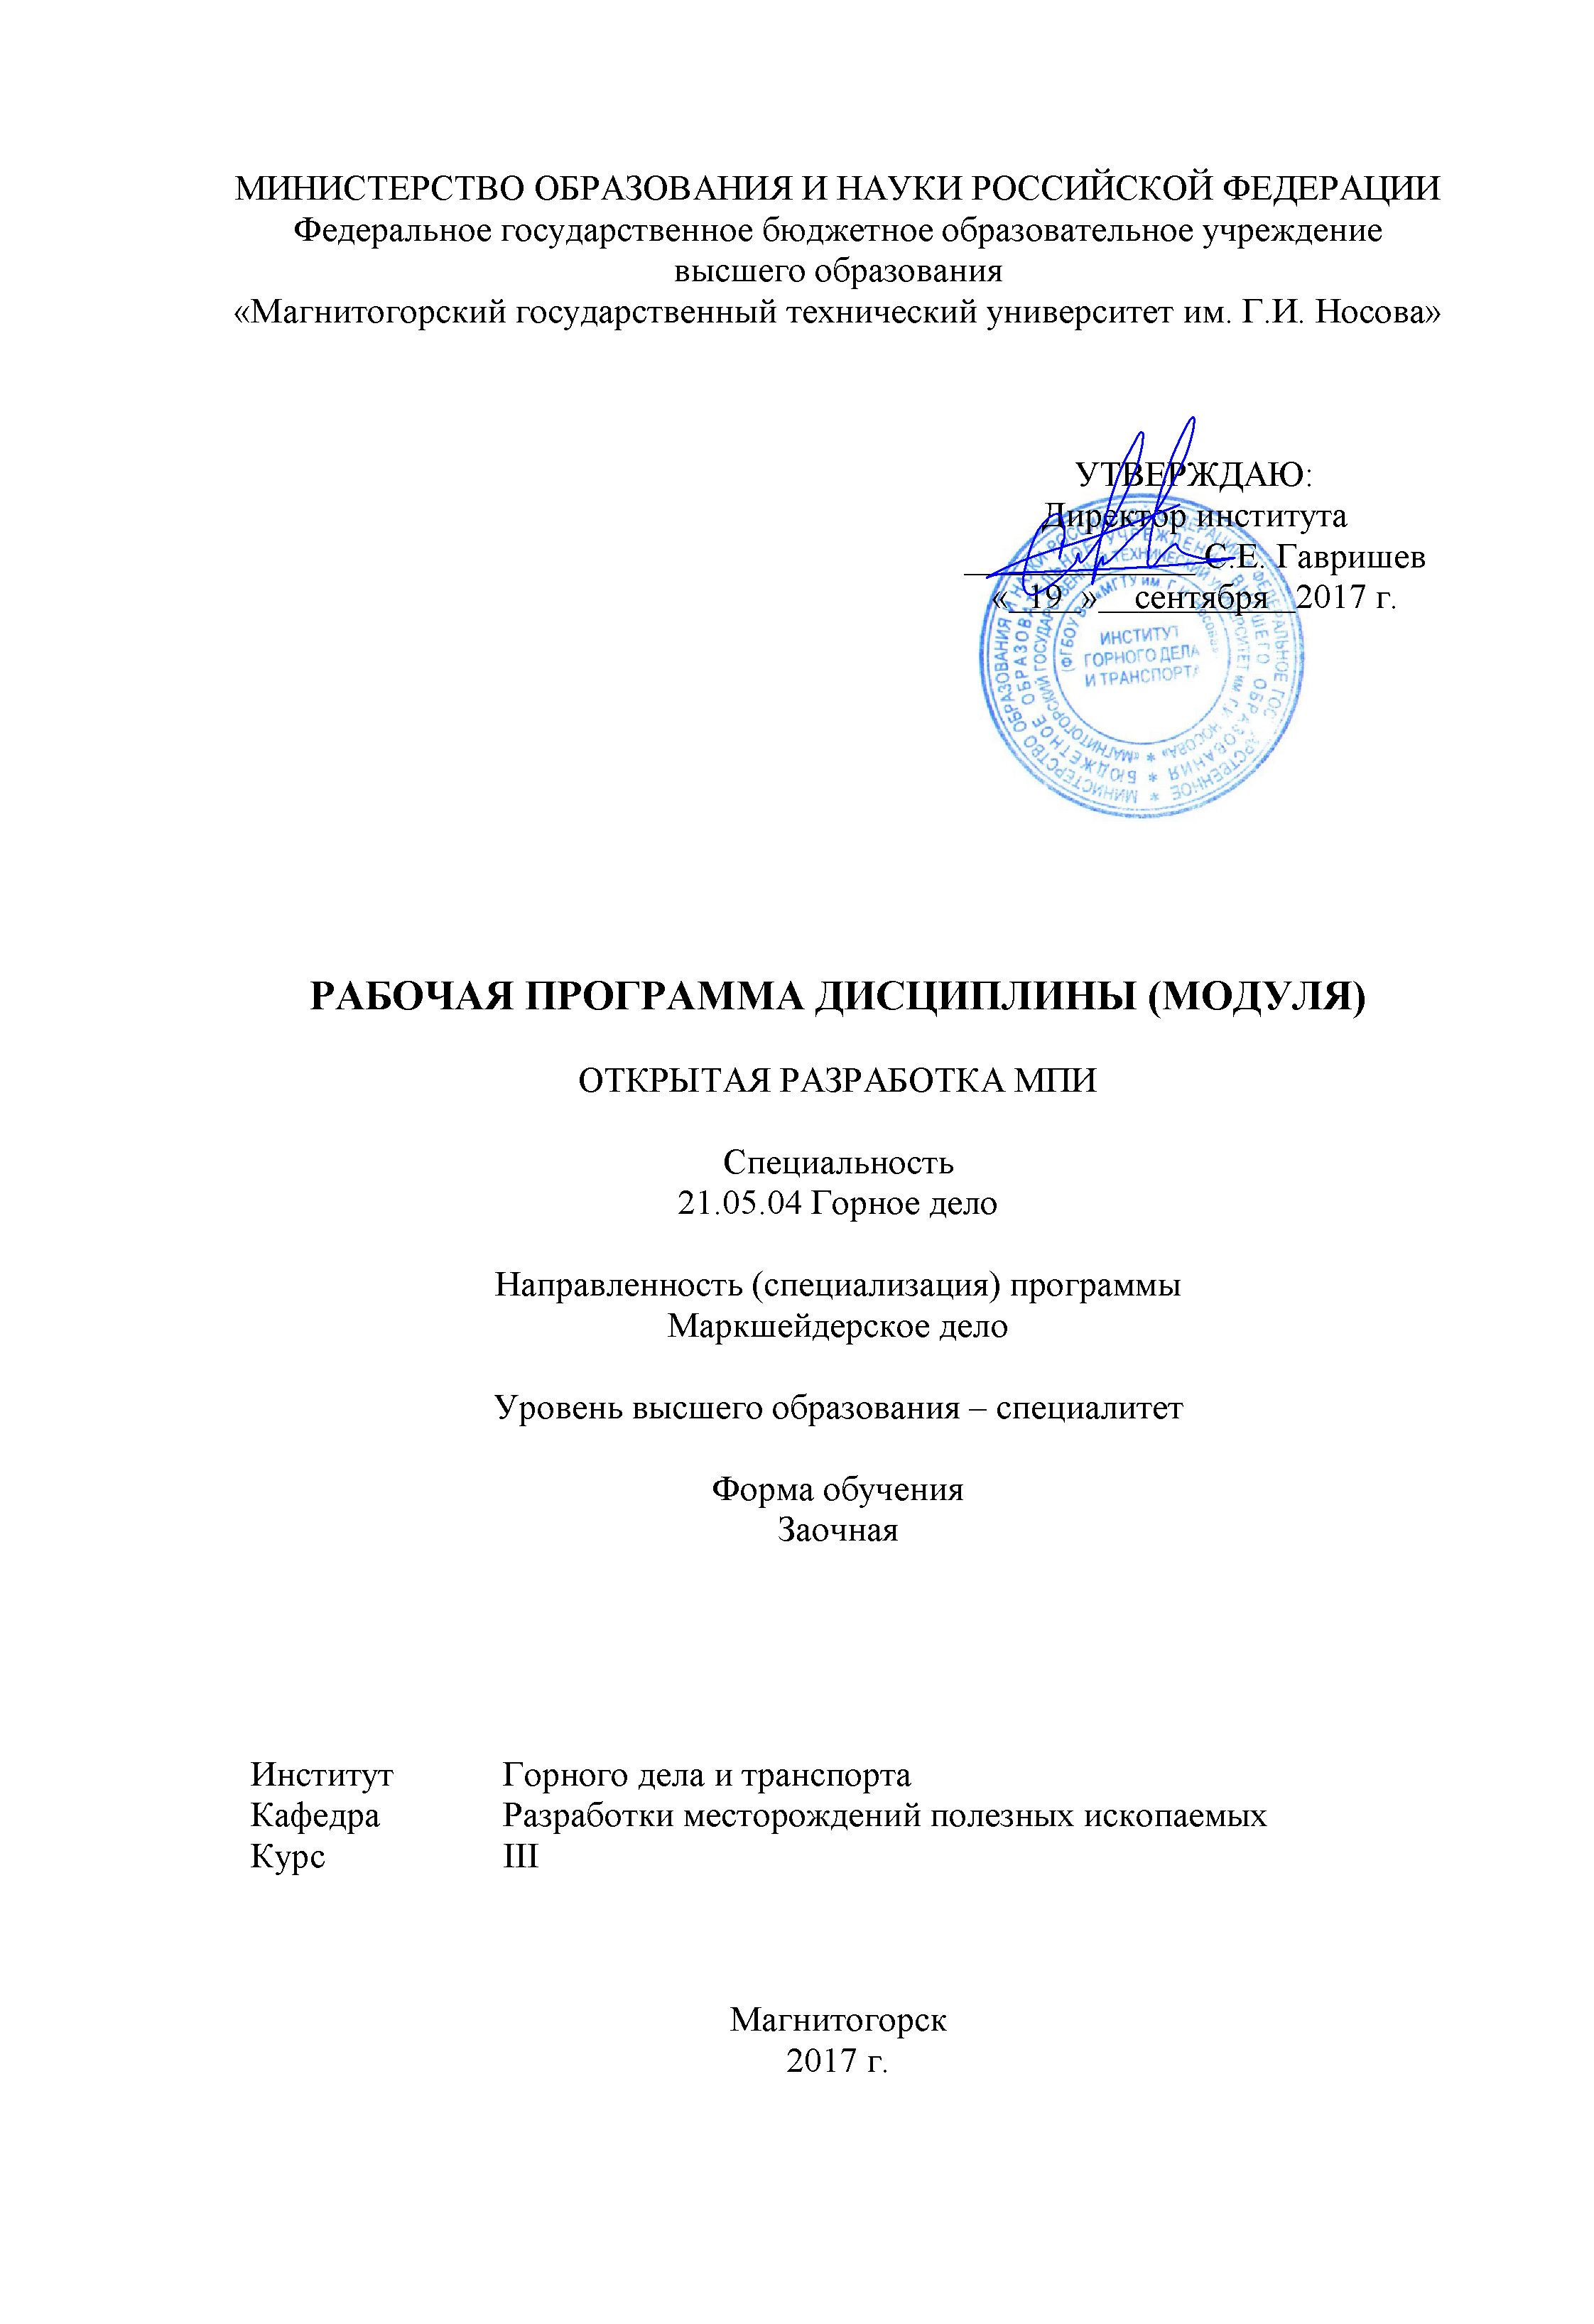 МИНИСТЕРСТВО ОБРАЗОВАНИЯ И НАУКИ РОССИЙСКОЙ ФЕДЕРАЦИИ
Федеральное государственное бюджетное образовательное учреждение
высшего образования
«Магнитогорский государственный технический университет им. Г.И. Носова»
УТВЕРЖДАЮ:
Директор института
С.Е. Гавришев
«19» сентября 2017 г.
ИНСТИТУТ
ГОРНОГО ДЕЛА
И ТРАНСПОРТА
РАБОЧАЯ ПРОГРАММА ДИСЦИПЛИНЫ (МОДУЛЯ)
ОТКРЫТАЯ РАЗРАБОТКА МПИ
Специальность
21.05.04 Горное дело
Направленность (специализация) программы
Маркшейдерское дело
Уровень высшего образования – специалитет
Форма обучения
Заочная
Институт Горного дела и транспорта
Кафедра Разработки месторождений полезных ископаемых
Курс III
Магнитогорск
2017 г.